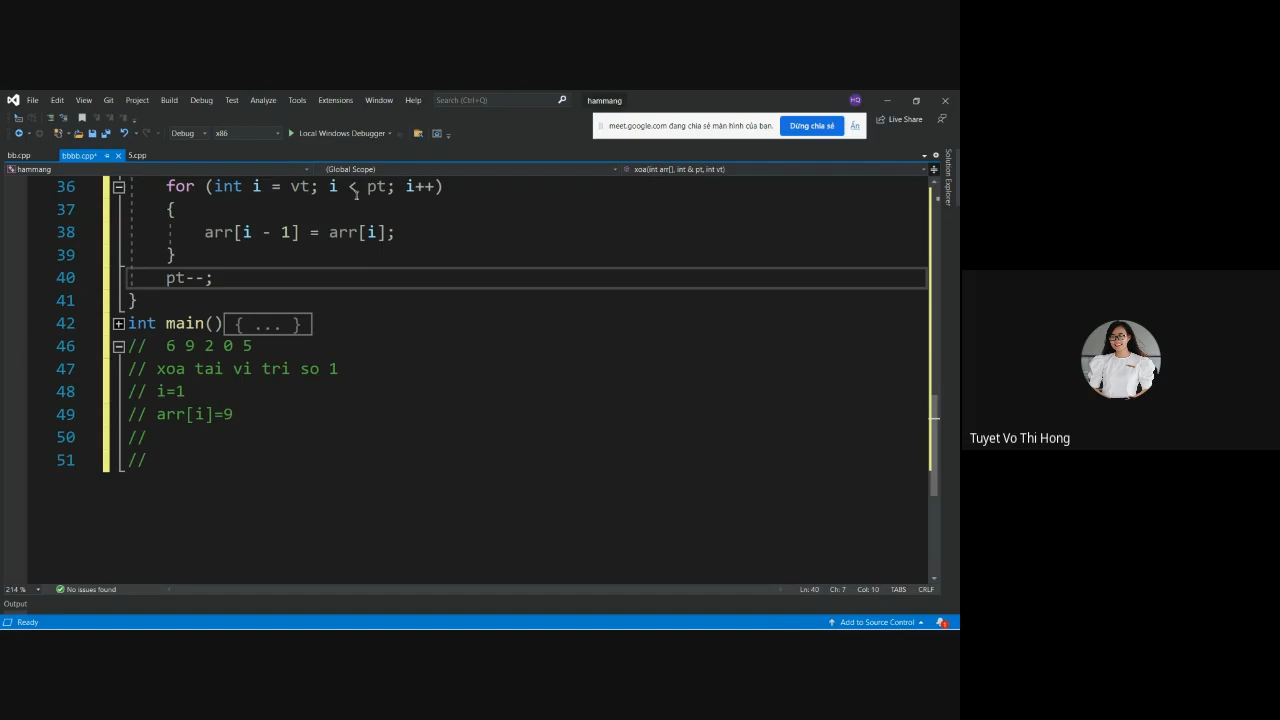 File Edit View Git Project Build Debug Test Analyze Tools Extensions Window Help Search (Ctrl+Q) hammang HQ
meet.google.com đang chia sẻ màn hình của bạn. Dừng chia sẻ Ẩn
Live Share
Debug x86 Local Windows Debugger
bb.cpp bbbb.cpp* 5.cpp
hammang (Global Scope) xoa(int arr[], int & pt, int vt)
Solution Explorer
36 for (int i = vt; i < pt; i++)
37 {
38 arr[i - 1] = arr[i];
39 }
40 pt--;
41 }
42 int main(){ ... }
46 // 6 9 2 0 5
47 // xoa tai vi tri so 1
48 // i=1
49 // arr[i]=9
50 //
51 //
Tuyet Vo Thi Hong
214 % No issues found Ln: 40 Ch: 7 Col: 10 TABS CRLF
Output
Ready Add to Source Control 1